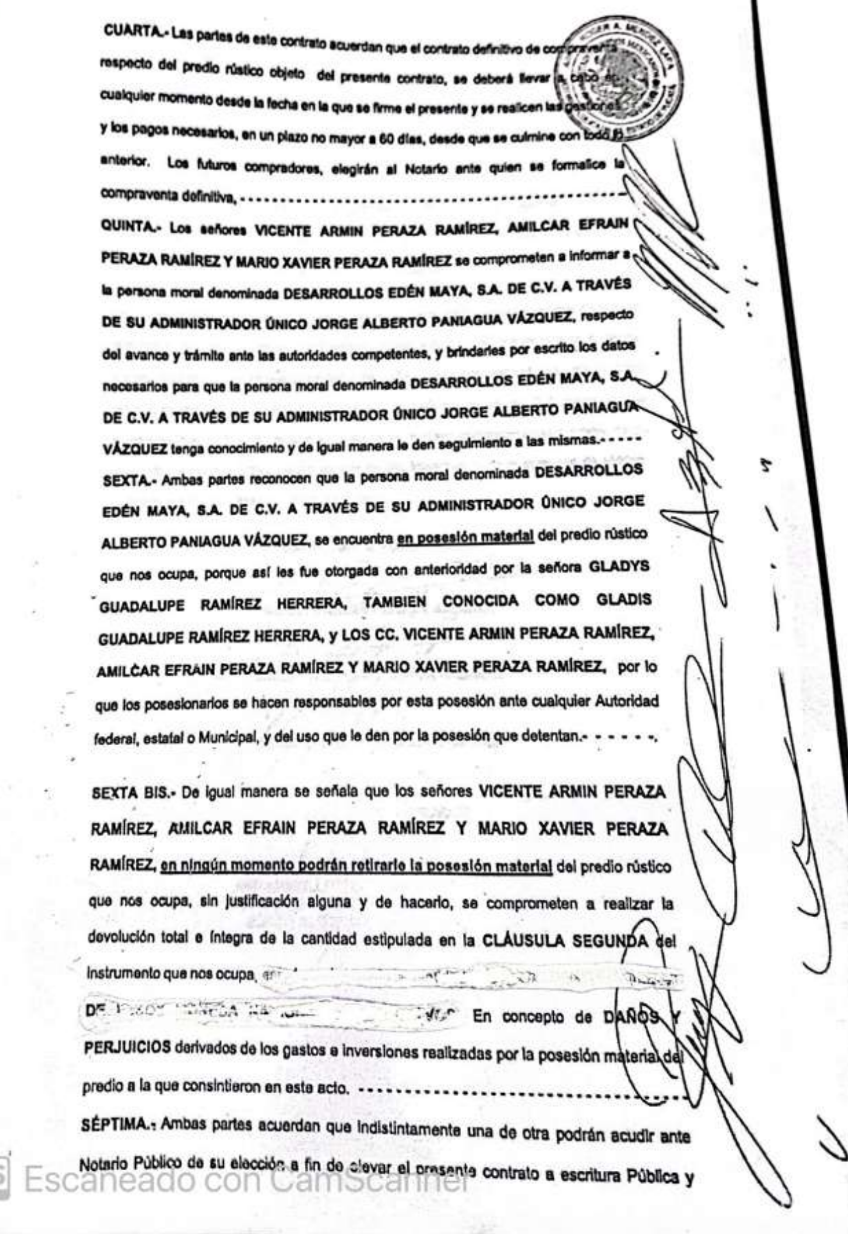 CUARTA.- Las partes de este contrato acuerdan que el contrato definitivo de compraventa
respecto del predio rústico objeto del presente contrato, se deberá llevar a cabo en
cualquier momento desde la fecha en la que se firme el presente y se realicen las gestiones
y los pagos necesarios, en un plazo no mayor a 60 días, desde que se culmine con todo lo
anterior. Los futuros compradores, elegirán al Notario ante quien se formalice la
compraventa definitiva, - - - - - - - - - - - - - - - - - - - - - - - - - - - - - - - - - - - - - - - -
QUINTA.- Los señores VICENTE ARMIN PERAZA RAMÍREZ, AMILCAR EFRAIN
PERAZA RAMÍREZ Y MARIO XAVIER PERAZA RAMÍREZ se comprometen a informar a
la persona moral denominada DESARROLLOS EDÉN MAYA, S.A. DE C.V. A TRAVÉS
DE SU ADMINISTRADOR ÚNICO JORGE ALBERTO PANIAGUA VÁZQUEZ, respecto
del avance y trámite ante las autoridades competentes, y brindarles por escrito los datos
necesarios para que la persona moral denominada DESARROLLOS EDÉN MAYA, S.A.
DE C.V. A TRAVÉS DE SU ADMINISTRADOR ÚNICO JORGE ALBERTO PANIAGUA
VÁZQUEZ tenga conocimiento y de igual manera le den seguimiento a las mismas.- - - - -
SEXTA.- Ambas partes reconocen que la persona moral denominada DESARROLLOS
EDÉN MAYA, S.A. DE C.V. A TRAVÉS DE SU ADMINISTRADOR ÚNICO JORGE
ALBERTO PANIAGUA VÁZQUEZ, se encuentra en posesión material del predio rústico
que nos ocupa, porque así les fue otorgada con anterioridad por la señora GLADYS
GUADALUPE RAMÍREZ HERRERA, TAMBIEN CONOCIDA COMO GLADIS
GUADALUPE RAMÍREZ HERRERA, y LOS CC. VICENTE ARMIN PERAZA RAMÍREZ,
AMILCAR EFRAIN PERAZA RAMÍREZ Y MARIO XAVIER PERAZA RAMÍREZ, por lo
que los posesionarios se hacen responsables por esta posesión ante cualquier Autoridad
federal, estatal o Municipal, y del uso que le den por la posesión que detentan.- - - - - -.
SEXTA BIS.- De igual manera se señala que los señores VICENTE ARMIN PERAZA
RAMÍREZ, AMILCAR EFRAIN PERAZA RAMÍREZ Y MARIO XAVIER PERAZA
RAMÍREZ, en ningún momento podrán retirarle la posesión material del predio rústico
que nos ocupa, sin justificación alguna y de hacerlo, se comprometen a realizar la
devolución total e íntegra de la cantidad estipulada en la CLÁUSULA SEGUNDA del
Instrumento que nos ocupa,
En concepto de DAÑOS Y
PERJUICIOS derivados de los gastos e inversiones realizadas por la posesión material del
predio a la que consintieron en este acto. - - - - - - - - - - - - - - - - - - - - - - - - - - - - - - - -
SÉPTIMA.- Ambas partes acuerdan que indistintamente una de otra podrán acudir ante
Notario Público de su elección a fin de elevar el presente contrato a escritura Pública y
Escaneado con CamScanner